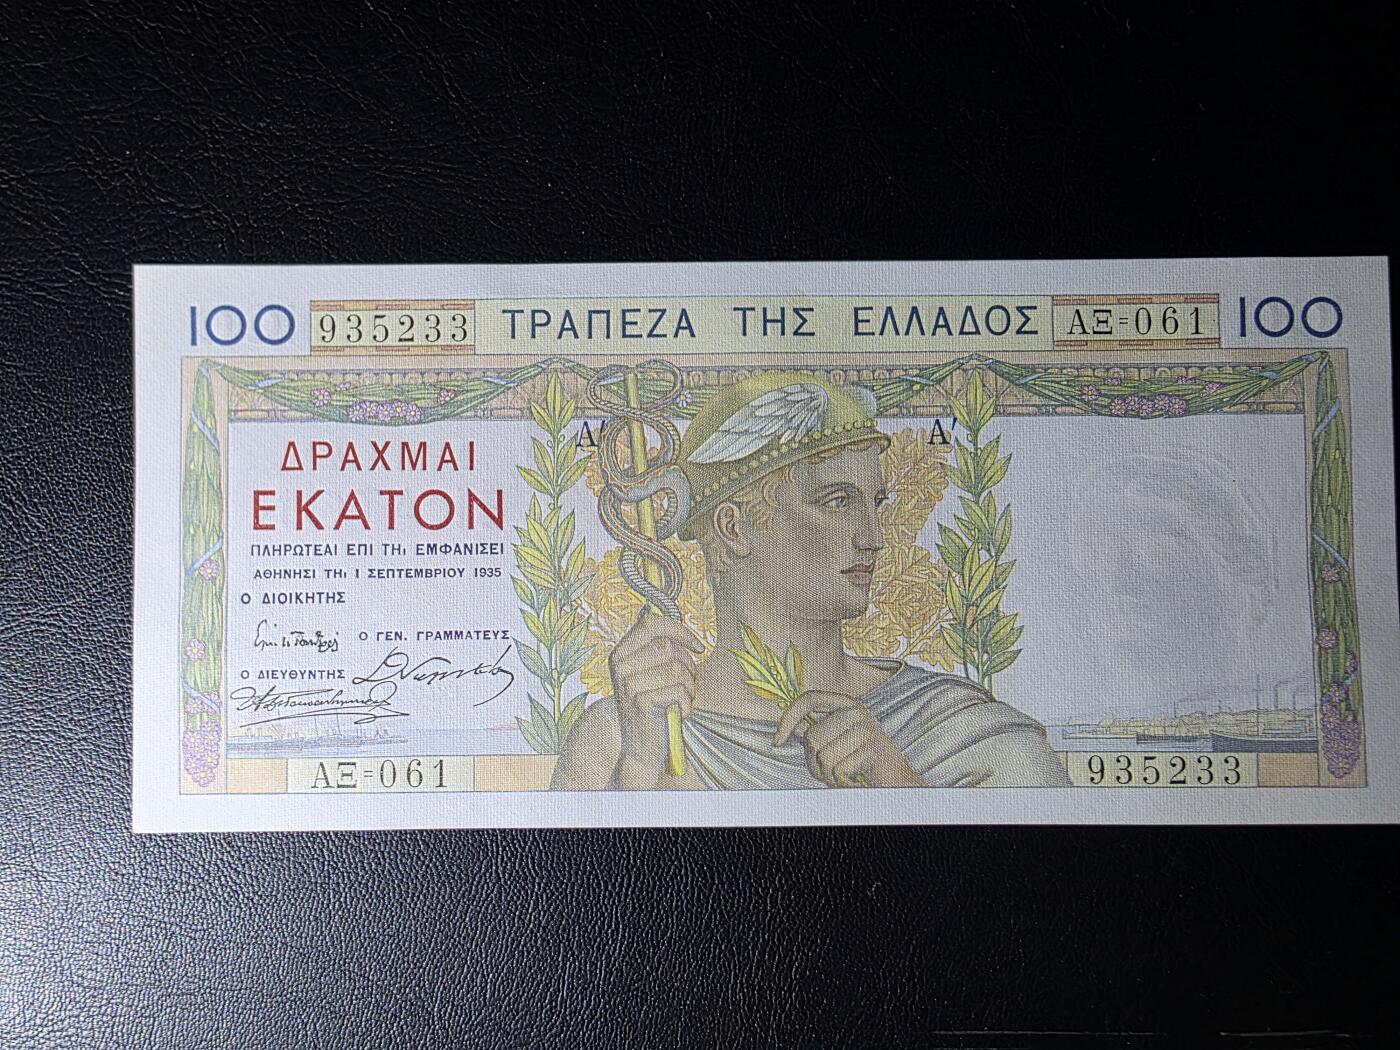 100 935233 ΤΡΑΠΕΖΑ ΤΗΣ ΕΛΛΑΔΟΣ ΑΞ=061 100
Α΄ Α΄
ΔΡΑΧΜΑΙ
ΕΚΑΤΟΝ
ΠΛΗΡΩΤΕΑΙ ΕΠΙ ΤΗι ΕΜΦΑΝΙΣΕΙ
ΑΘΗΝΗΣΙ ΤΗι 1 ΣΕΠΤΕΜΒΡΙΟΥ 1935
Ο ΔΙΟΙΚΗΤΗΣ
Ο ΓΕΝ. ΓΡΑΜΜΑΤΕΥΣ
Ο ΔΙΕΥΘΥΝΤΗΣ
ΑΞ=061 935233